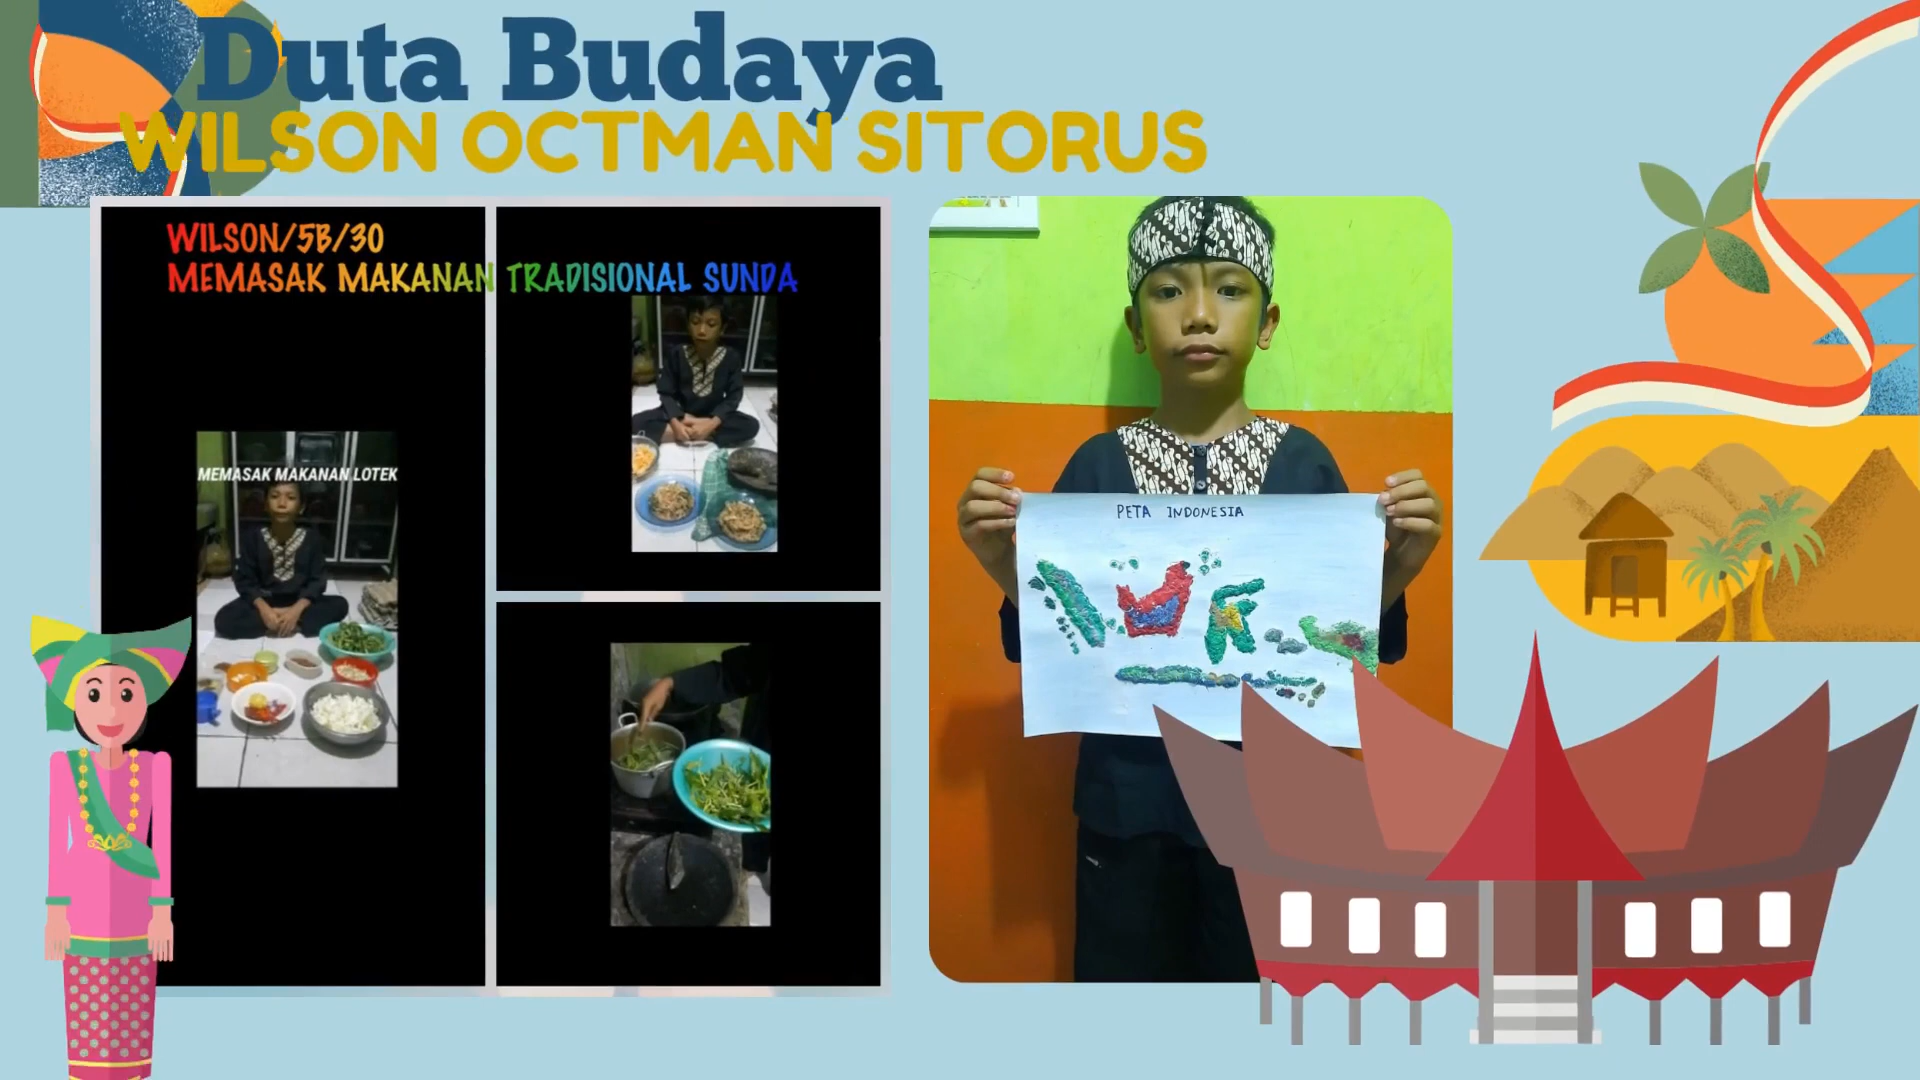 Duta Budaya
WILSON OCTMAN SITORUS
WILSON/5B/30
MEMASAK MAKANAN TRADISIONAL SUNDA
MEMASAK MAKANAN LOTEK
PETA INDONESIA